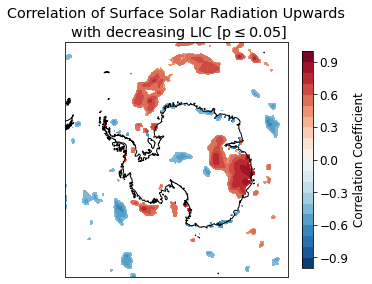 Correlation of Surface Solar Radiation Upwards
with decreasing LIC [p ≤ 0.05]
0.9
0.6
0.3
0.0
−0.3
−0.6
−0.9
Correlation Coefficient